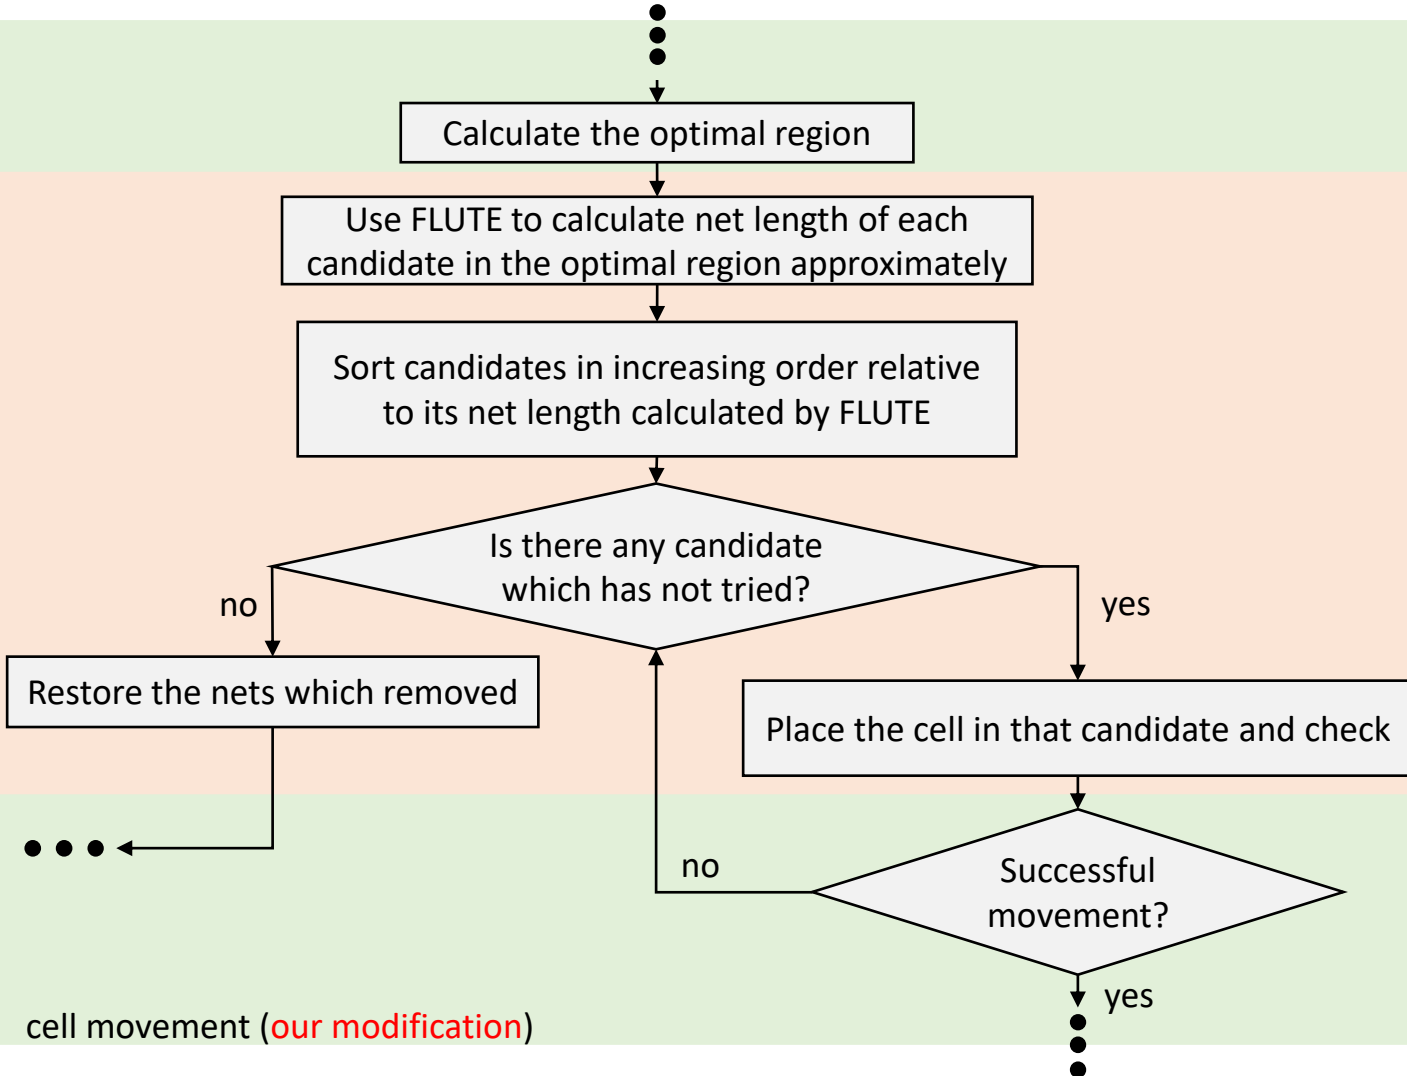 Calculate the optimal region
Use FLUTE to calculate net length of each
candidate in the optimal region approximately
Sort candidates in increasing order relative
to its net length calculated by FLUTE
Is there any candidate
which has not tried?
no
yes
Restore the nets which removed
Place the cell in that candidate and check
no
Successful
movement?
yes
cell movement (our modification)